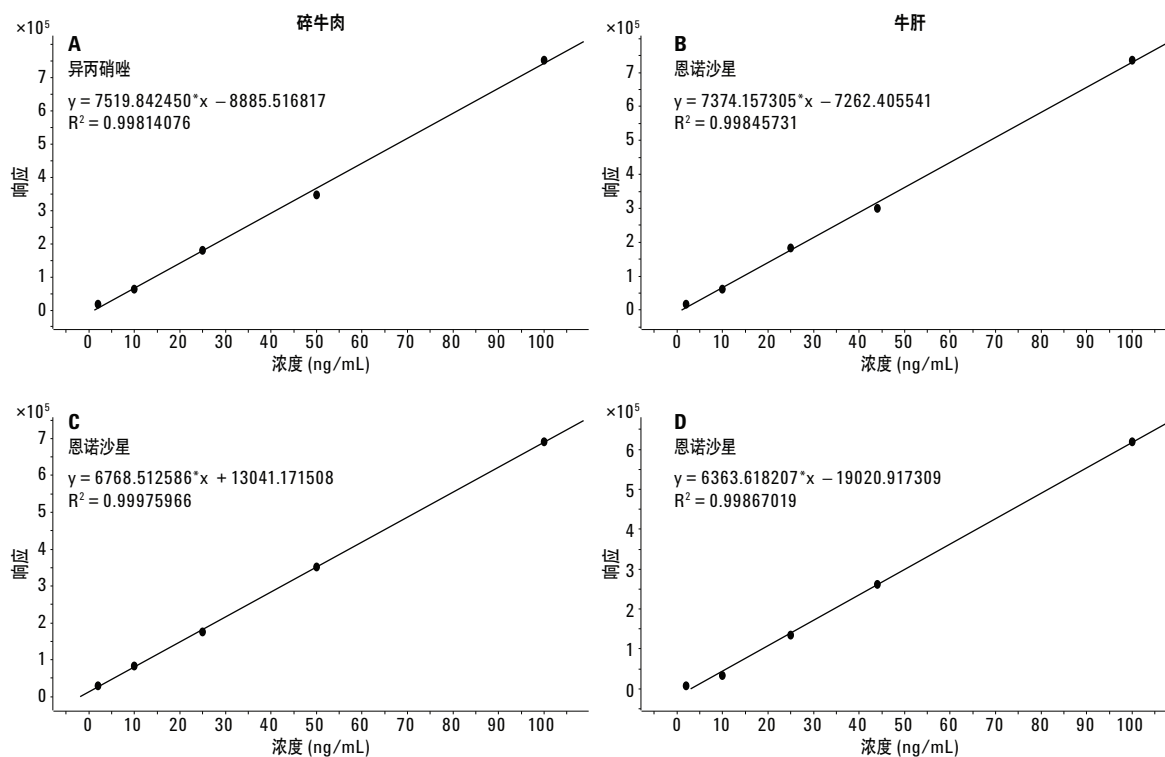 碎牛肉
×10⁵
A
异丙硝唑
y = 7519.842450*x − 8885.516817
R² = 0.99814076
7
6
5
4
3
2
1
0
响应
0 10 20 30 40 50 60 70 80 90 100
浓度 (ng/mL)
牛肝
×10⁵
B
恩诺沙星
y = 7374.157305*x − 7262.405541
R² = 0.99845731
7
6
5
4
3
2
1
0
响应
0 10 20 30 40 50 60 70 80 90 100
浓度 (ng/mL)
×10⁵
C
恩诺沙星
y = 6768.512586*x + 13041.171508
R² = 0.99975966
7
6
5
4
3
2
1
0
响应
0 10 20 30 40 50 60 70 80 90 100
浓度 (ng/mL)
×10⁵
D
恩诺沙星
y = 6363.618207*x − 19020.917309
R² = 0.99867019
6
5
4
3
2
1
0
响应
0 10 20 30 40 50 60 70 80 90 100
浓度 (ng/mL)